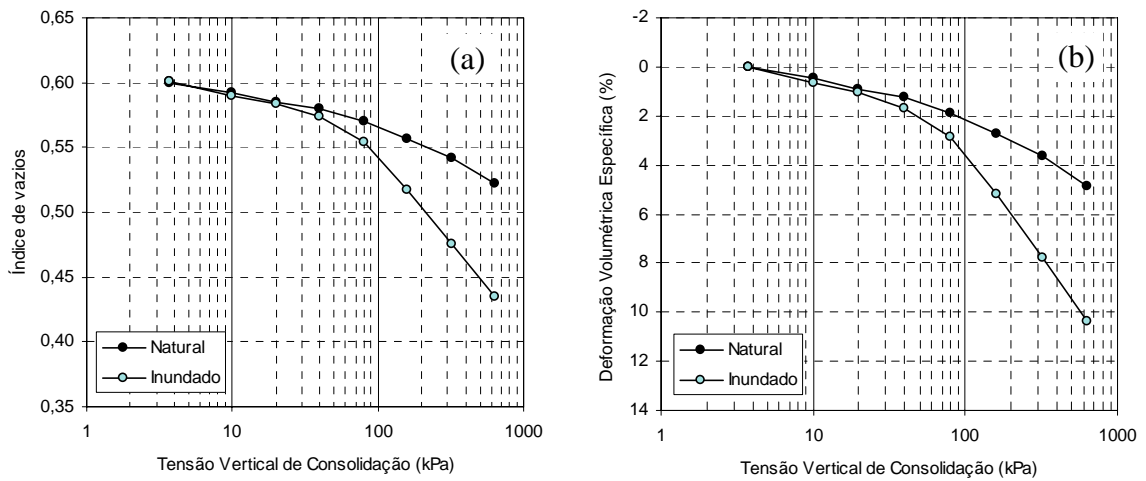 (a)
Índice de vazios
0,65
0,60
0,55
0,50
0,45
0,40
0,35
Natural
Inundado
1 10 100 1000
Tensão Vertical de Consolidação (kPa)
(b)
Deformação Volumétrica Específica (%)
-2
0
2
4
6
8
10
12
14
Natural
Inundado
1 10 100 1000
Tensão Vertical de Consolidação (kPa)